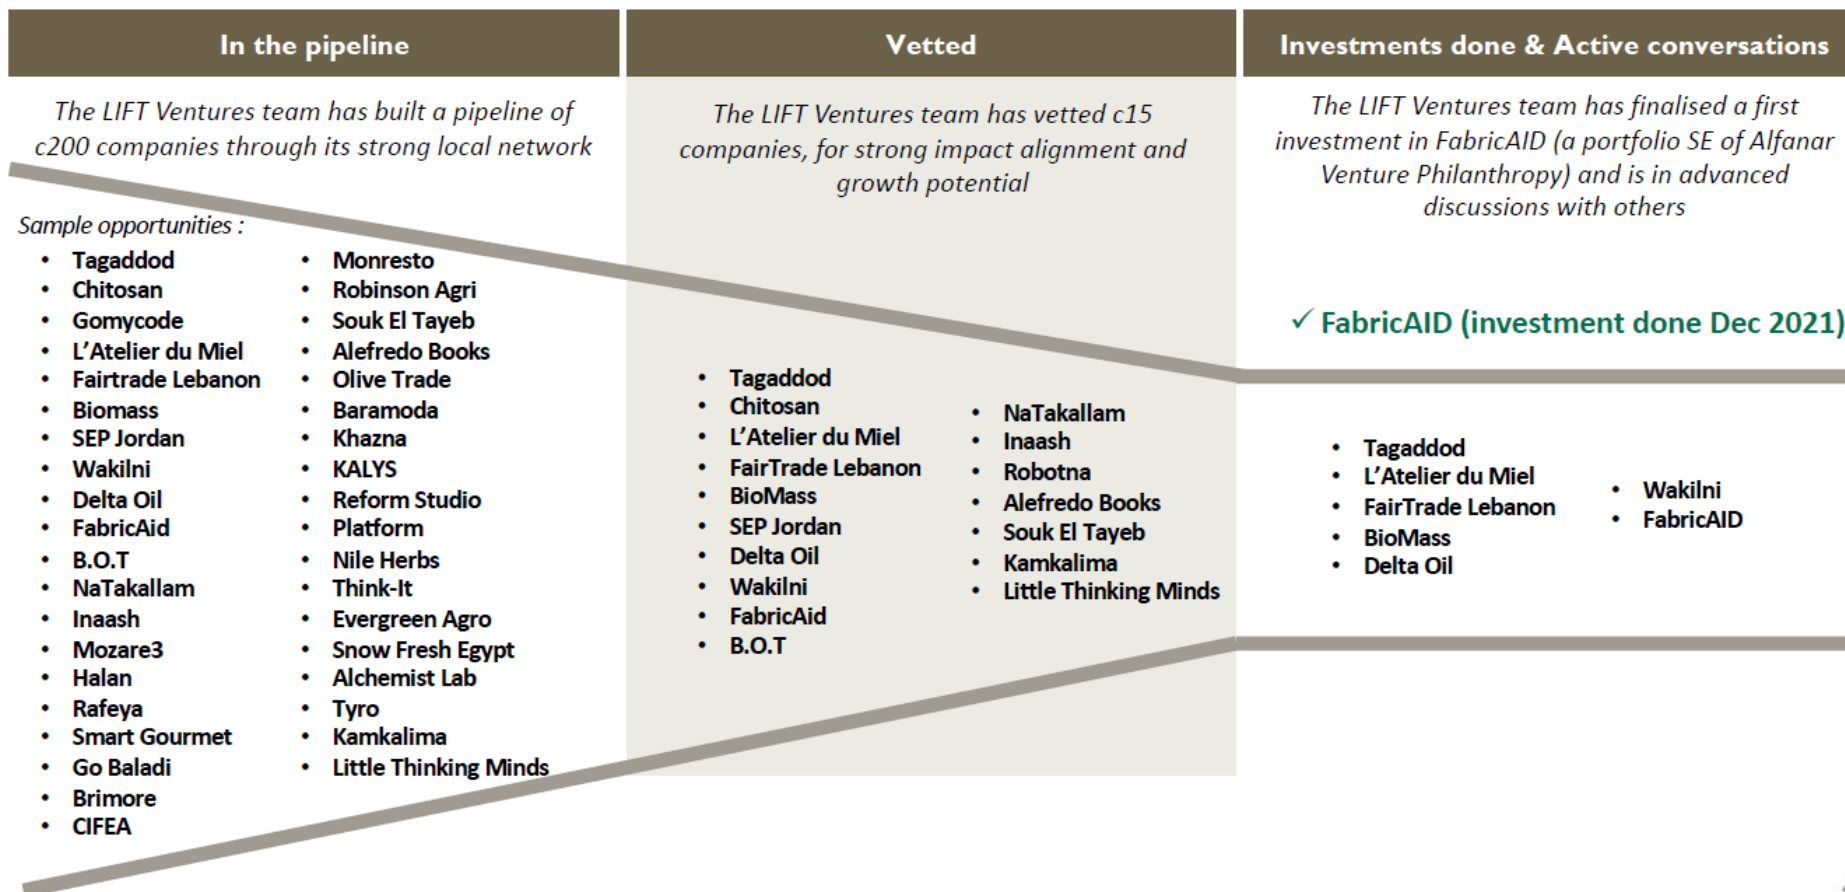 In the pipeline
The LIFT Ventures team has built a pipeline of
c200 companies through its strong local network
Sample opportunities :
• Tagaddod
• Chitosan
• Gomycode
• L'Atelier du Miel
• Fairtrade Lebanon
• Biomass
• SEP Jordan
• Wakilni
• Delta Oil
• FabricAid
• B.O.T
• NaTakallam
• Inaash
• Mozare3
• Halan
• Rafeya
• Smart Gourmet
• Go Baladi
• Brimore
• CIFEA
• Monresto
• Robinson Agri
• Souk El Tayeb
• Alefredo Books
• Olive Trade
• Baramoda
• Khazna
• KALYS
• Reform Studio
• Platform
• Nile Herbs
• Think-It
• Evergreen Agro
• Snow Fresh Egypt
• Alchemist Lab
• Tyro
• Kamkalima
• Little Thinking Minds
Vetted
The LIFT Ventures team has vetted c15
companies, for strong impact alignment and
growth potential
• Tagaddod
• Chitosan
• L'Atelier du Miel
• FairTrade Lebanon
• BioMass
• SEP Jordan
• Delta Oil
• Wakilni
• FabricAid
• B.O.T
• NaTakallam
• Inaash
• Robotna
• Alefredo Books
• Souk El Tayeb
• Kamkalima
• Little Thinking Minds
Investments done & Active conversations
The LIFT Ventures team has finalised a first
investment in FabricAID (a portfolio SE of Alfanar
Venture Philanthropy) and is in advanced
discussions with others
✓ FabricAID (investment done Dec 2021)
• Tagaddod
• L'Atelier du Miel
• FairTrade Lebanon
• BioMass
• Delta Oil
• Wakilni
• FabricAID